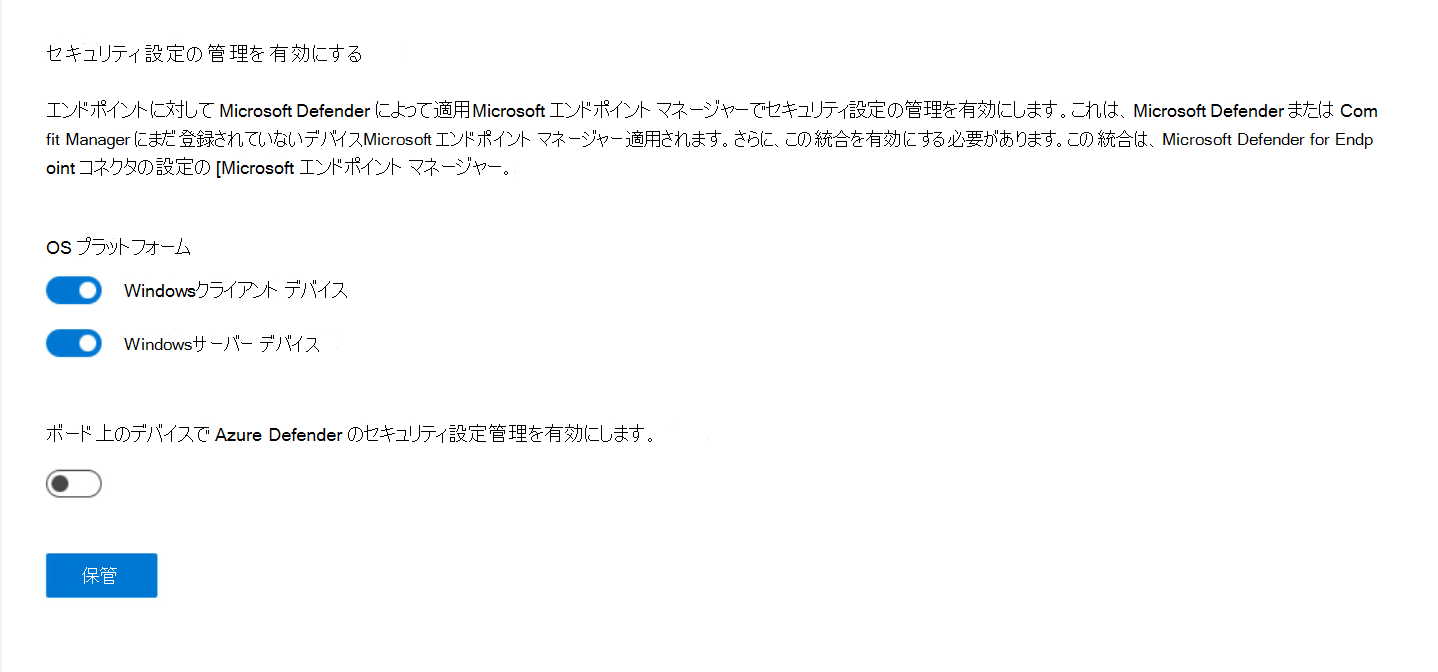 セキュリティ設定の管理を有効にする
エンドポイントに対して Microsoft Defender によって適用Microsoft エンドポイント マネージャーでセキュリティ設定の管理を有効にします。これは、Microsoft Defender または Com
fit Manager にまだ登録されていないデバイスMicrosoft エンドポイント マネージャー適用されます。さらに、この統合を有効にする必要があります。この統合は、Microsoft Defender for Endp
oint コネクタの設定の [Microsoft エンドポイント マネージャー。
OS プラットフォーム
Windowsクライアント デバイス
Windowsサーバー デバイス
ボード上のデバイスで Azure Defender のセキュリティ設定管理を有効にします。
保管